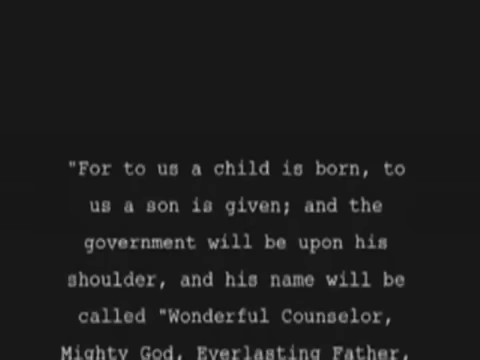 "For to us a child is born, to
us a son is given; and the
government will be upon his
shoulder, and his name will be
called "Wonderful Counselor,
Mighty God, Everlasting Father,